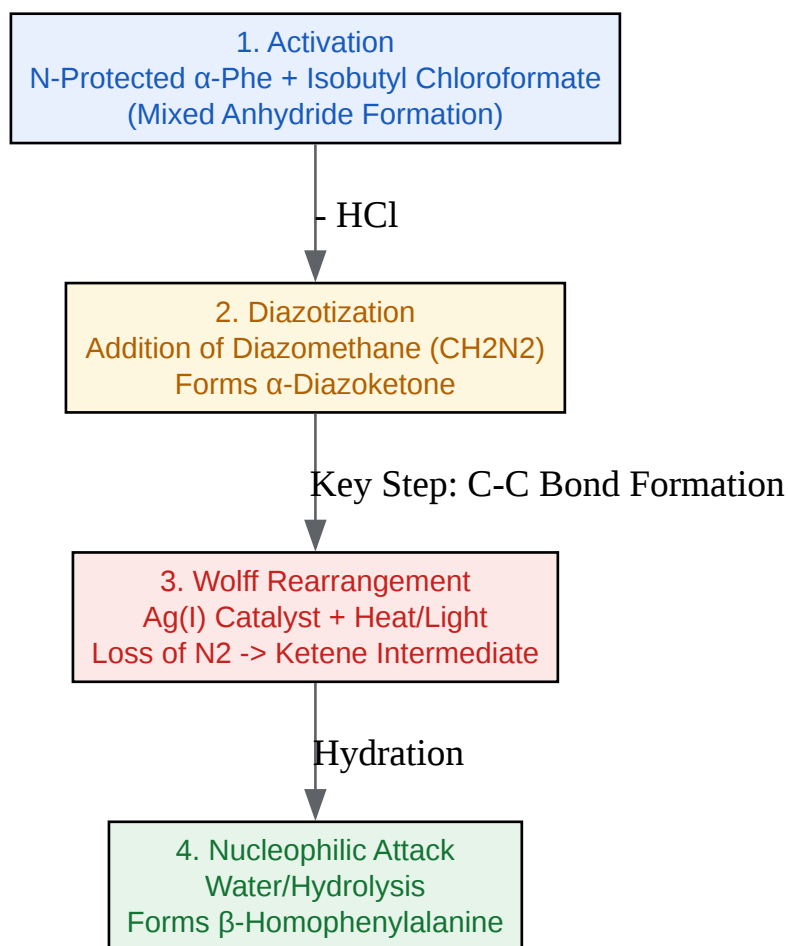 1. Activation
N-Protected α-Phe + Isobutyl Chloroformate
(Mixed Anhydride Formation)
- HCl
2. Diazotization
Addition of Diazomethane (CH2N2)
Forms α-Diazoketone
Key Step: C-C Bond Formation
3. Wolff Rearrangement
Ag(I) Catalyst + Heat/Light
Loss of N2 -> Ketene Intermediate
Hydration
4. Nucleophilic Attack
Water/Hydrolysis
Forms β-Homophenylalanine